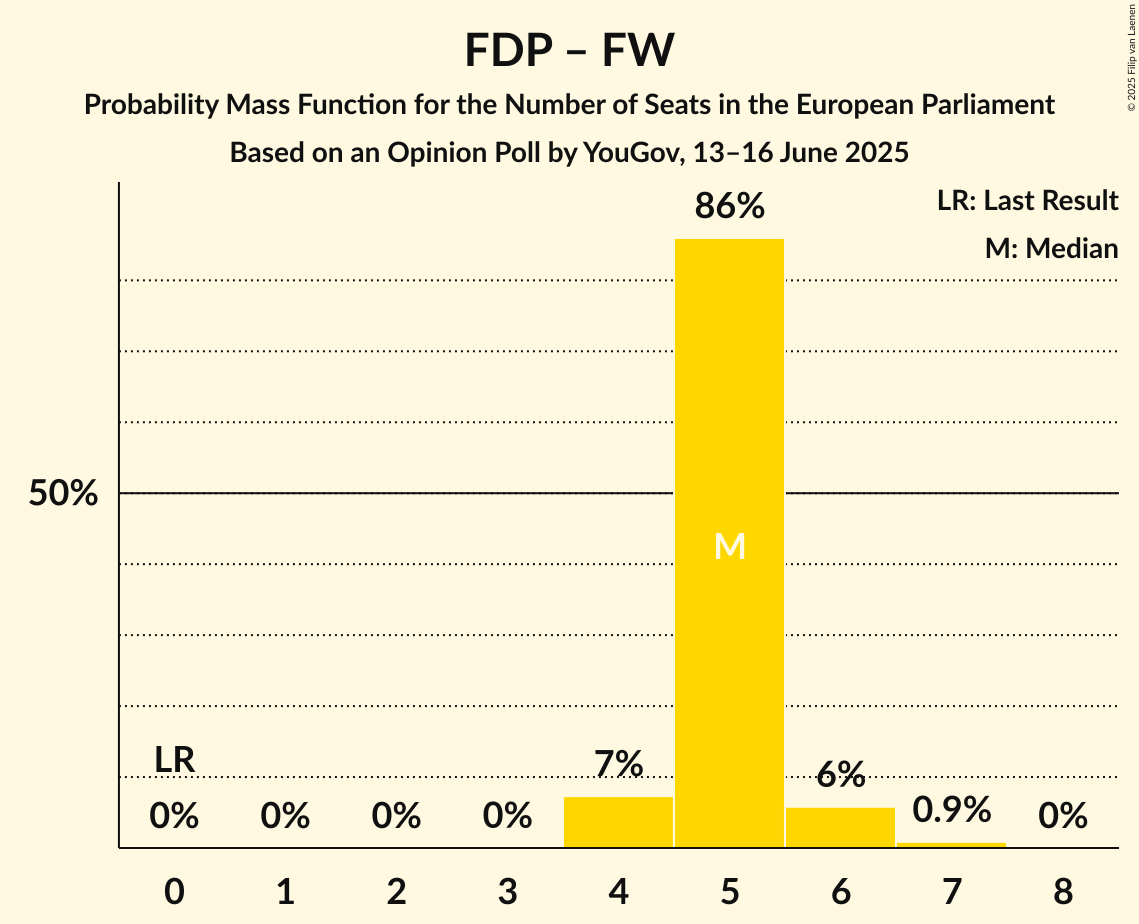 FDP – FW
Probability Mass Function for the Number of Seats in the European Parliament
Based on an Opinion Poll by YouGov, 13–16 June 2025
© 2025 Filip van Laenen
LR: Last Result
M: Median
86%
50%
M
LR
7%
6%
0%
0%
0%
0%
0.9%
0%
0 1 2 3 4 5 6 7 8